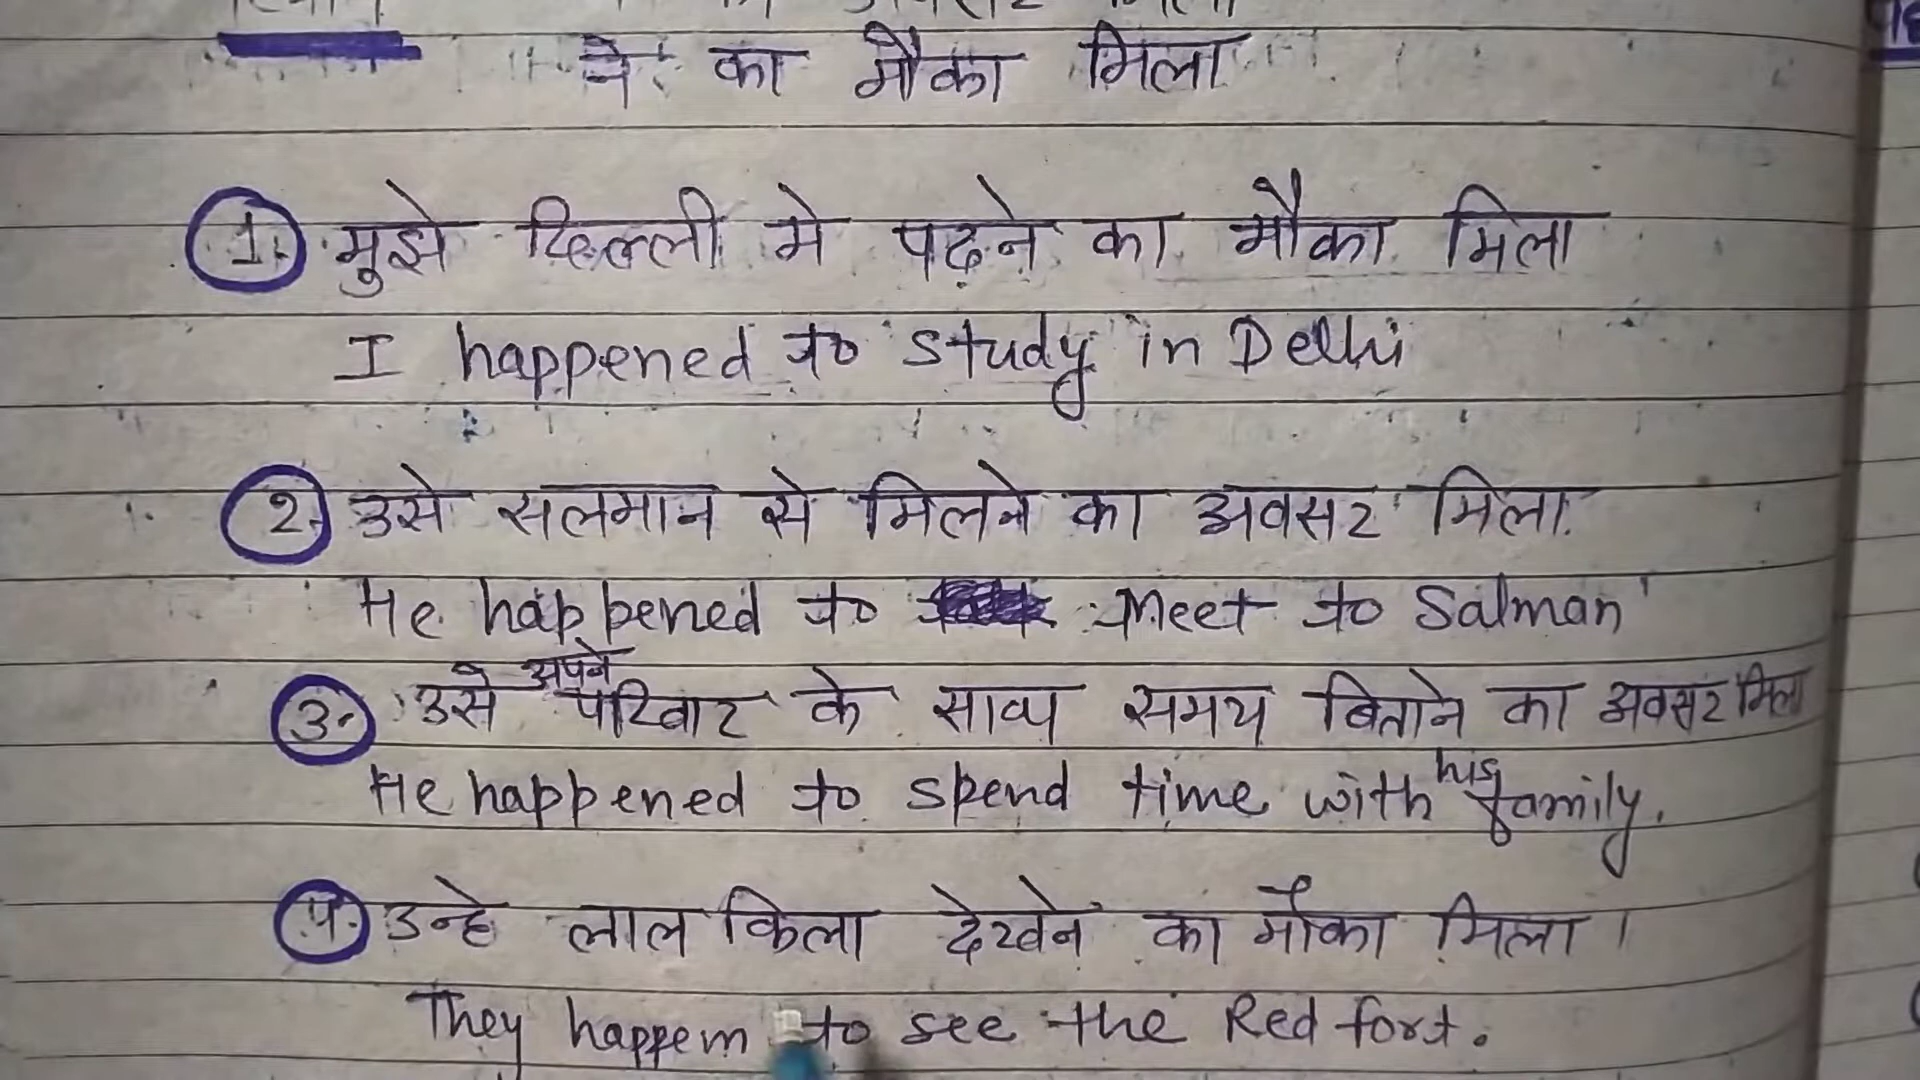 ने का मौका मिला
1. मुझे दिल्ली मे पढ़ने का मौका मिला
I happened to study in Delhi
2. उसे सलमान से मिलने का अवसर मिला
He happened to Meet to Salman
3. उसे अपने परिवार के साथ समय बिताने का अवसर मिला
He happened to spend time with his family.
4. उन्हे लाल किला देखने का मौका मिला।
They happen to see the Red fort.